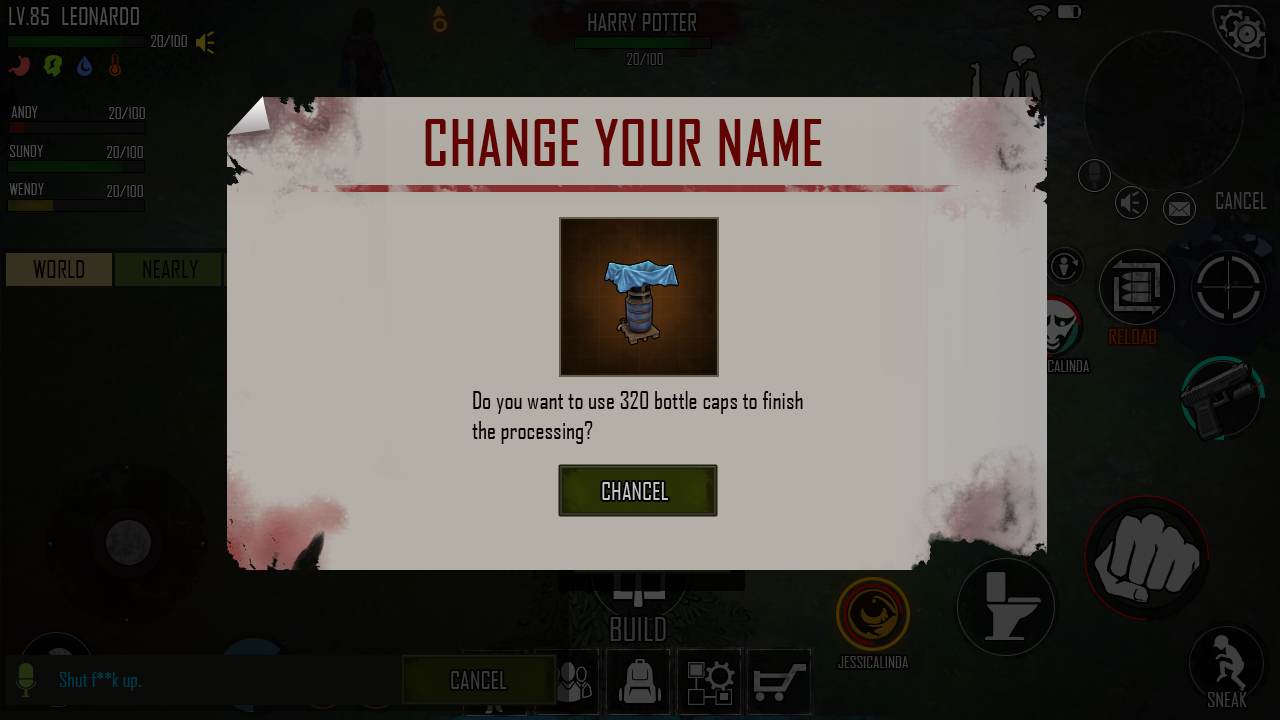 LV.85 LEONARDO
20/100
HARRY POTTER
20/100
ANDY 20/100
SUNDY 20/100
WENDY 20/100
CHANGE YOUR NAME
CANCEL
WORLD NEARLY
RELOAD
CALINDA
Do you want to use 320 bottle caps to finish
the processing?
CHANCEL
BUILD
JESSICALINDA
Shut f**k up.
CANCEL
SNEAK